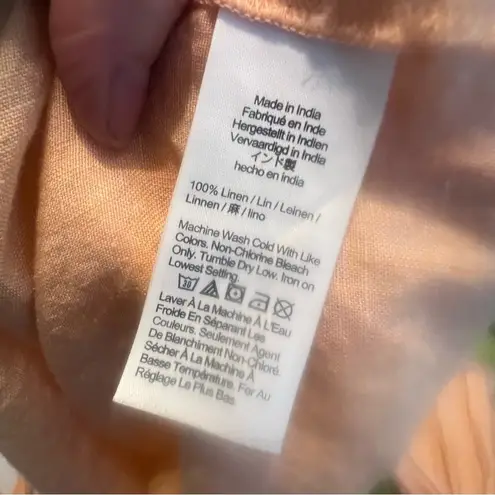 Made in India
Fabriqué en Inde
Hergestellt in Indien
Vervaardigd in India
インド製
hecho en india
100% Linen / Lin / Leinen /
Linnen / 麻 / lino
Machine Wash Cold With Like
Colors. Non-Chlorine Bleach
Only. Tumble Dry Low. Iron on
Lowest Setting.
30
Laver À La Machine À L'Eau
Froide En Séparant Les
Couleurs. Seulement Agent
De Blanchiment Non-Chloré.
Sécher À La Machine À
Basse Température. Fer Au
Réglage Le Plus Bas.